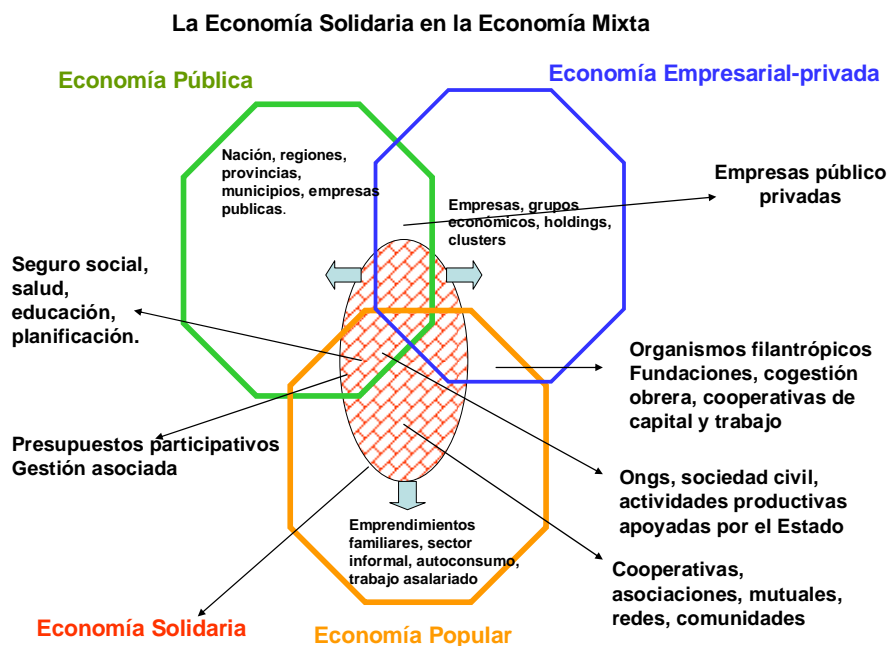 La Economía Solidaria en la Economía Mixta
Economía Pública
Economía Empresarial-privada
Nación, regiones,
provincias,
municipios, empresas
publicas.
Empresas, grupos
económicos, holdings,
clusters
Empresas público
privadas
Seguro social,
salud,
educación,
planificación.
Organismos filantrópicos
Fundaciones, cogestión
obrera, cooperativas de
capital y trabajo
Presupuestos participativos
Gestión asociada
Ongs, sociedad civil,
actividades productivas
apoyadas por el Estado
Emprendimientos
familiares, sector
informal, autoconsumo,
trabajo asalariado
Cooperativas,
asociaciones, mutuales,
redes, comunidades
Economía Solidaria
Economía Popular